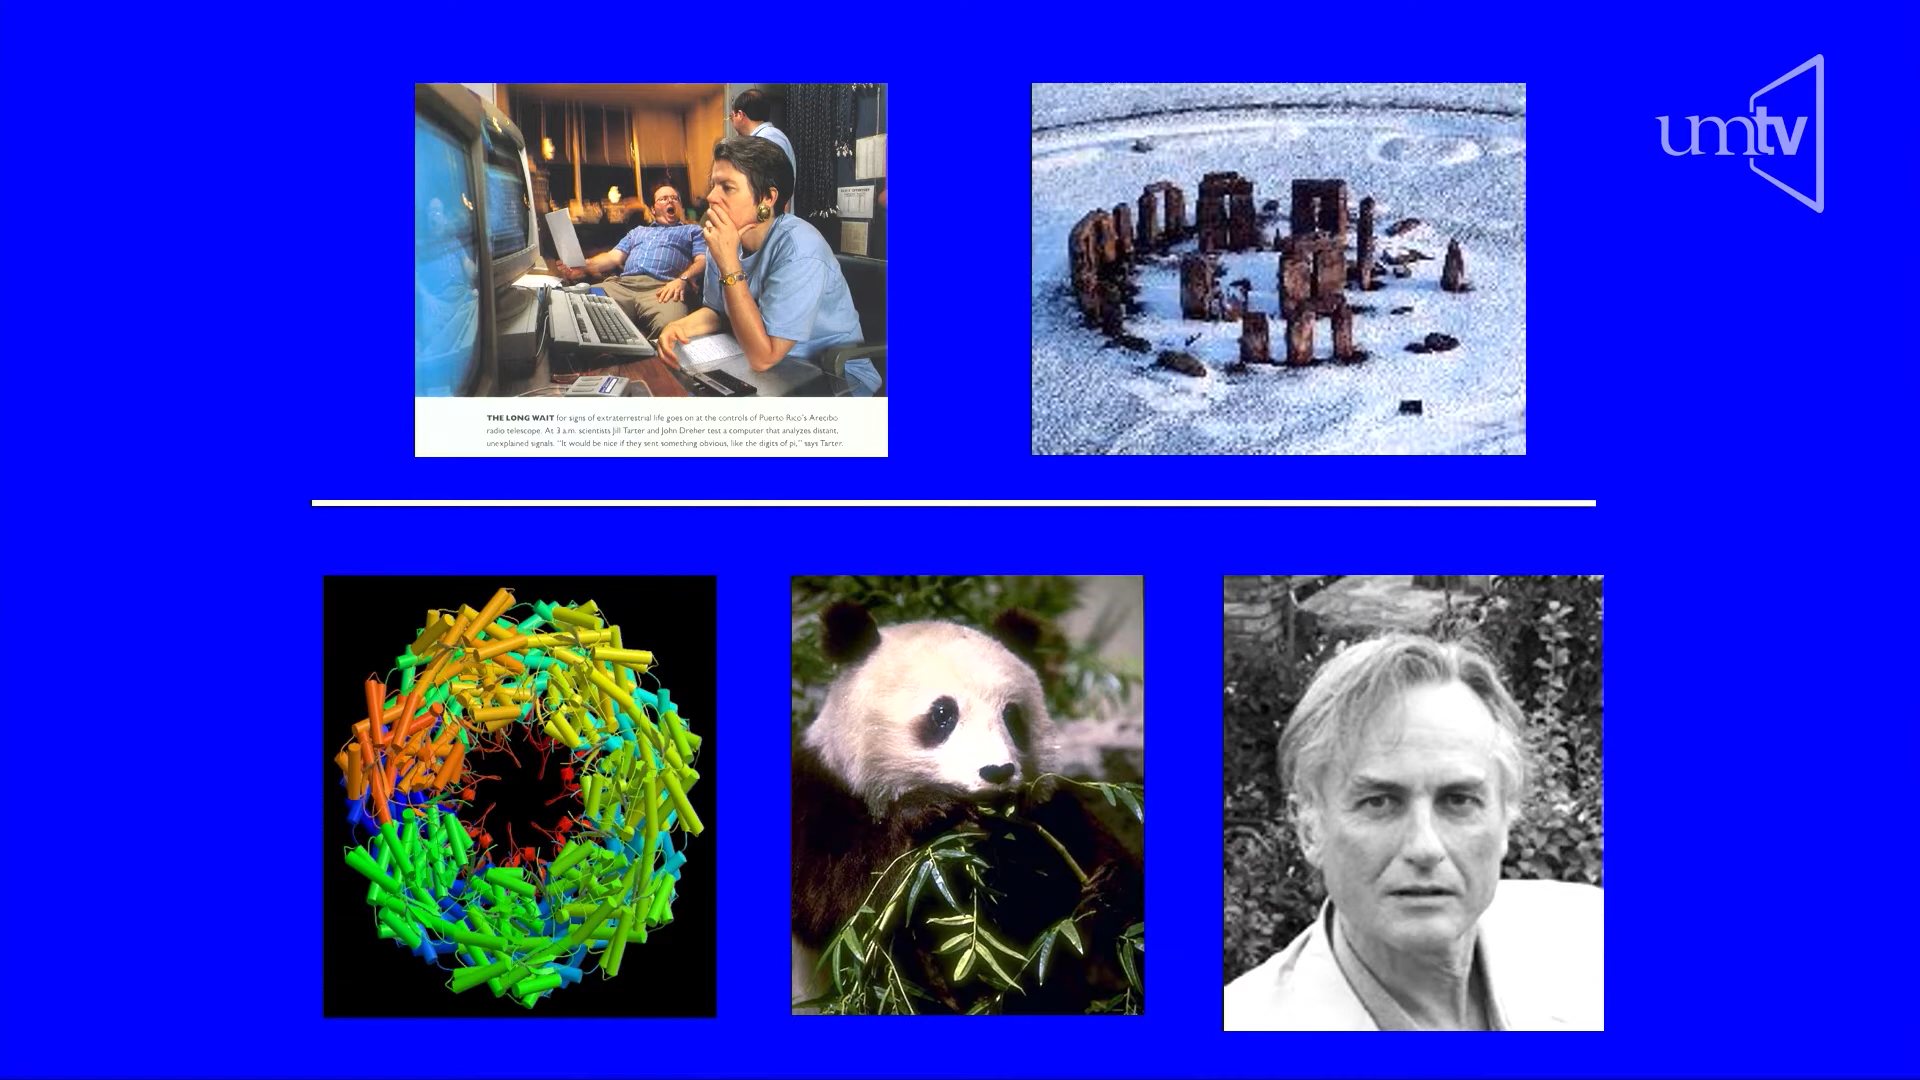 umtv
THE LONG WAIT for signs of extraterrestrial life goes on at the controls of Puerto Rico's Arecibo
radio telescope. At 3 a.m. scientists Jill Tarter and John Dreher test a computer that analyzes distant,
unexplained signals. "It would be nice if they sent something obvious, like the digits of pi," says Tarter.